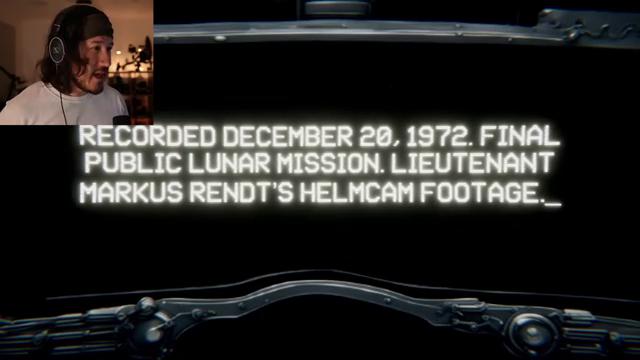 RECORDED DECEMBER 20, 1972. FINAL
PUBLIC LUNAR MISSION. LIEUTENANT
MARKUS RENDT'S HELMCAM FOOTAGE._